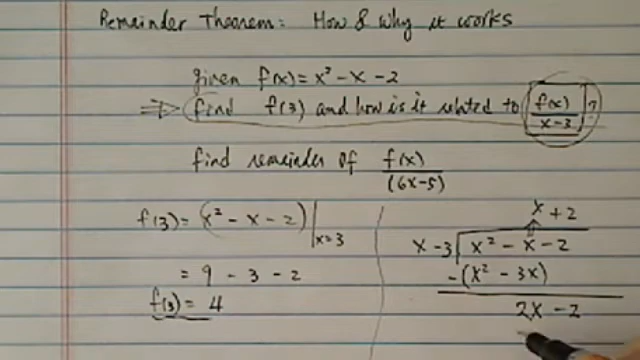 Remainder Theorem: How & why it works
given f(x) = x² - x - 2
⇒ find f(3) and how is it related to f(x)/(x-3) ?
find remainder of f(x)/(6x-5)
f(3) = (x² - x - 2)|x=3
= 9 - 3 - 2
f(3) = 4
x + 2
x - 3 √ x² - x - 2
-(x² - 3x)
2x - 2